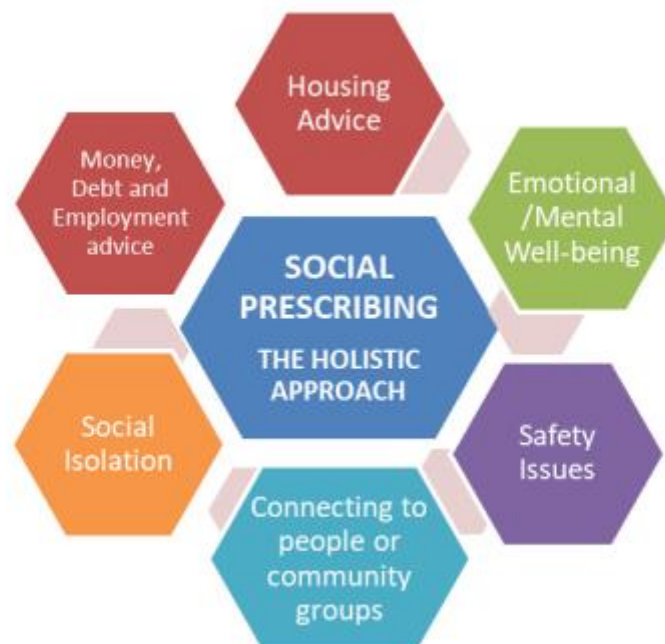 Housing
Advice
Money,
Debt and
Employment
advice
Emotional
/Mental
Well-being
SOCIAL
PRESCRIBING
THE HOLISTIC
APPROACH
Social
Isolation
Safety
Issues
Connecting to
people or
community
groups